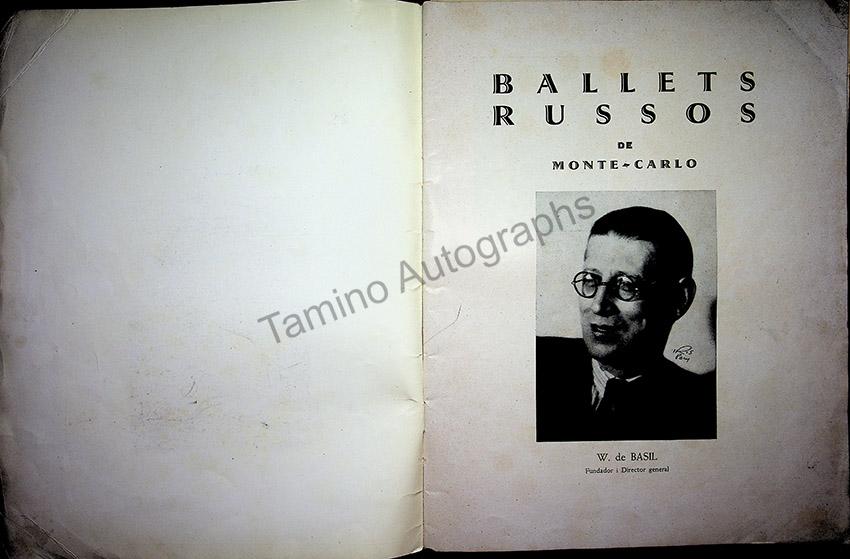 BALLETS
RUSSOS
DE
MONTE-CARLO
Tamino Autographs
W. de BASIL
Fundador i Director general